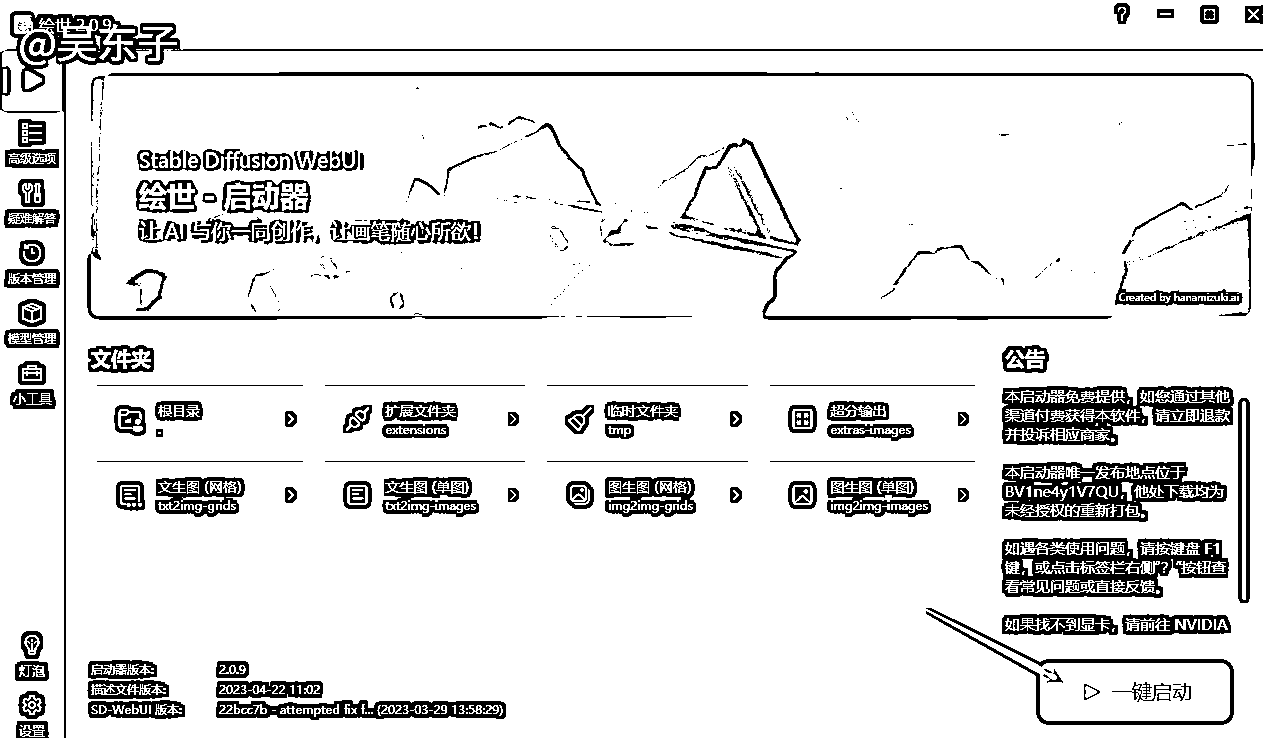 绘世 2.0.9
@吴东子
高级选项
疑难解答
版本管理
模型管理
小工具
灯泡
设置
Stable Diffusion WebUI
绘世 - 启动器
让 AI 与你一同创作，让画笔随心所欲！
Created by hanamizuki.ai
文件夹
根目录
.
扩展文件夹
extensions
临时文件夹
tmp
超分输出
extras-images
文生图 (网格)
txt2img-grids
文生图 (单图)
txt2img-images
图生图 (网格)
img2img-grids
图生图 (单图)
img2img-images
公告
本启动器免费提供，如您通过其他
渠道付费获得本软件，请立即退款
并投诉相应商家。
本启动器唯一发布地点位于
BV1ne4y1V7QU，他处下载均为
未经授权的重新打包。
如遇各类使用问题，请按键盘 F1
键，或点击标签栏右侧"？"按钮查
看常见问题或直接反馈。
如果找不到显卡，请前往 NVIDIA
启动器版本: 2.0.9
描述文件版本: 2023-04-22 11:02
SD-WebUI 版本: 22bcc7b - attempted fix f... (2023-03-29 13:58:29)
一键启动